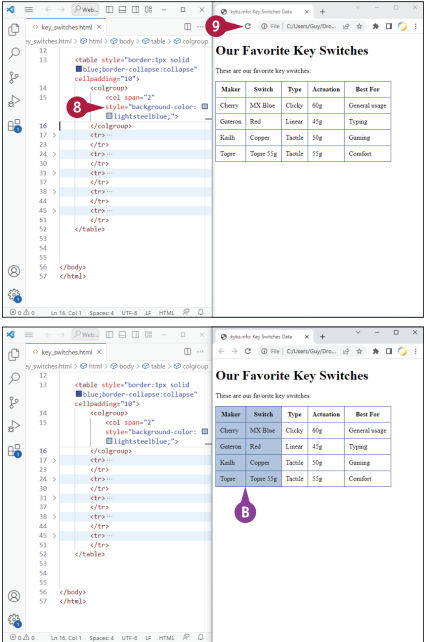 Web...
kybs.info: Key Switches Data
key_switches.html
File C:/Users/Guy/Dro...
9
key_switches.html > html > body > table > colgroup
Our Favorite Key Switches
These are our favorite key switches:
Maker Switch Type Actuation Best For
Cherry MX Blue Clicky 60g General usage
Gateron Red Linear 45g Typing
Kailh Copper Tactile 50g Gaming
Topre Topre 55g Tactile 55g Comfort
12
13 <table style="border:1px solid
blue;border-collapse:collapse"
cellpadding="10">
14 <colgroup>
15 <col span="2"
8 style="background-color:
lightsteelblue;">
16 </colgroup>
17 > <tr>...
23 </tr>
24 > <tr>...
30 </tr>
31 > <tr>...
37 </tr>
38 > <tr>...
44 </tr>
45 > <tr>...
51 </tr>
52 </table>
53
54
55
56 </body>
57 </html>
0 0 Ln 16, Col 1 Spaces: 4 UTF-8 LF HTML
Web...
kybs.info: Key Switches Data
key_switches.html
File C:/Users/Guy/Dro...
key_switches.html > html > body > table > colgroup
Our Favorite Key Switches
These are our favorite key switches:
Maker Switch Type Actuation Best For
Cherry MX Blue Clicky 60g General usage
Gateron Red Linear 45g Typing
Kailh Copper Tactile 50g Gaming
Topre Topre 55g Tactile 55g Comfort
B
12
13 <table style="border:1px solid
blue;border-collapse:collapse"
cellpadding="10">
14 <colgroup>
15 <col span="2"
style="background-color:
lightsteelblue;">
16 </colgroup>
17 > <tr>...
23 </tr>
24 > <tr>...
30 </tr>
31 > <tr>...
37 </tr>
38 > <tr>...
44 </tr>
45 > <tr>...
51 </tr>
52 </table>
53
54
55
56 </body>
57 </html>
0 0 Ln 16, Col 1 Spaces: 4 UTF-8 LF HTML